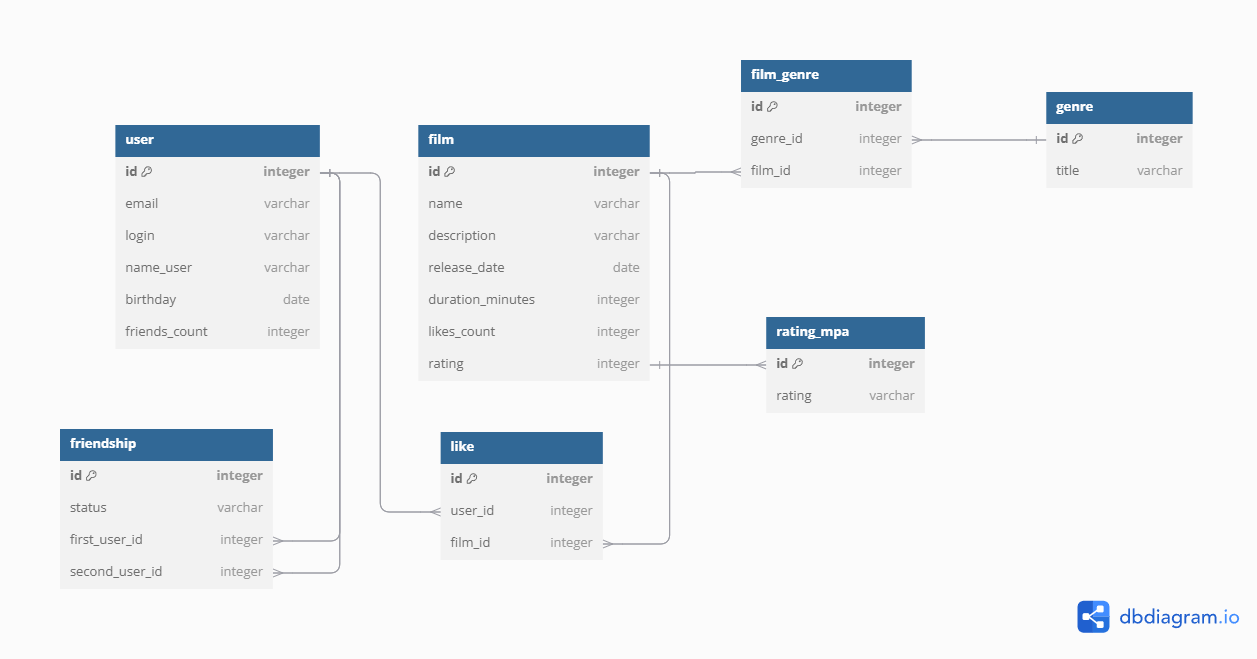 user
id integer
email varchar
login varchar
name_user varchar
birthday date
friends_count integer
film
id integer
name varchar
description varchar
release_date date
duration_minutes integer
likes_count integer
rating integer
film_genre
id integer
genre_id integer
film_id integer
genre
id integer
title varchar
rating_mpa
id integer
rating varchar
friendship
id integer
status varchar
first_user_id integer
second_user_id integer
like
id integer
user_id integer
film_id integer
dbdiagram.io